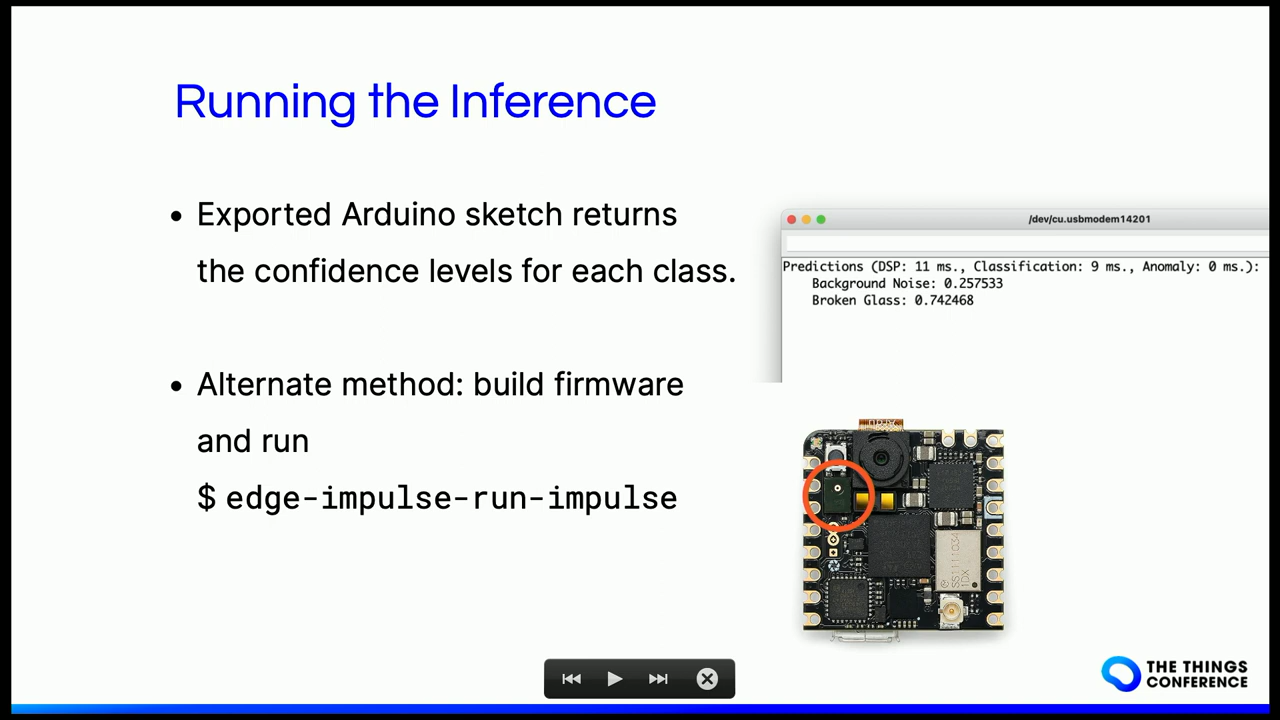 Running the Inference
• Exported Arduino sketch returns
the confidence levels for each class.
• Alternate method: build firmware
and run
$ edge-impulse-run-impulse
/dev/cu.usbmodem14201
Predictions (DSP: 11 ms., Classification: 9 ms., Anomaly: 0 ms.):
Background Noise: 0.257533
Broken Glass: 0.742468
SS1111034
1DX
THE THINGS
CONFERENCE